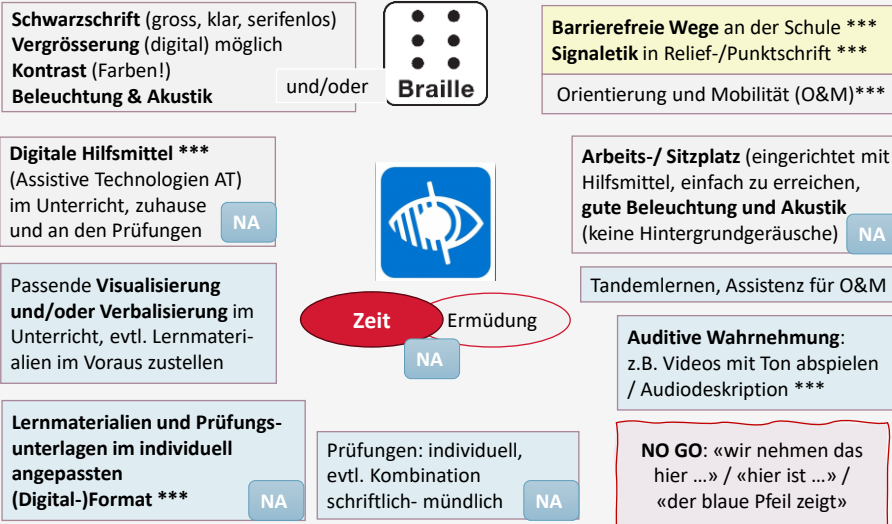 Schwarzschrift (gross, klar, serifenlos)
Vergrösserung (digital) möglich
Kontrast (Farben!)
Beleuchtung & Akustik
und/oder
Braille
Barrierefreie Wege an der Schule ***
Signaletik in Relief-/Punktschrift ***
Orientierung und Mobilität (O&M)***
Digitale Hilfsmittel ***
(Assistive Technologien AT)
im Unterricht, zuhause
und an den Prüfungen
NA
Arbeits-/ Sitzplatz (eingerichtet mit
Hilfsmittel, einfach zu erreichen,
gute Beleuchtung und Akustik
(keine Hintergrundgeräusche)
NA
Passende Visualisierung
und/oder Verbalisierung im
Unterricht, evtl. Lernmateri-
alien im Voraus zustellen
Zeit
Ermüdung
NA
Tandemlernen, Assistenz für O&M
Auditive Wahrnehmung:
z.B. Videos mit Ton abspielen
/ Audiodeskription ***
Lernmaterialien und Prüfungs-
unterlagen im individuell
angepassten
(Digital-)Format ***
NA
Prüfungen: individuell,
evtl. Kombination
schriftlich- mündlich
NA
NO GO: «wir nehmen das
hier ...» / «hier ist ...» /
«der blaue Pfeil zeigt»